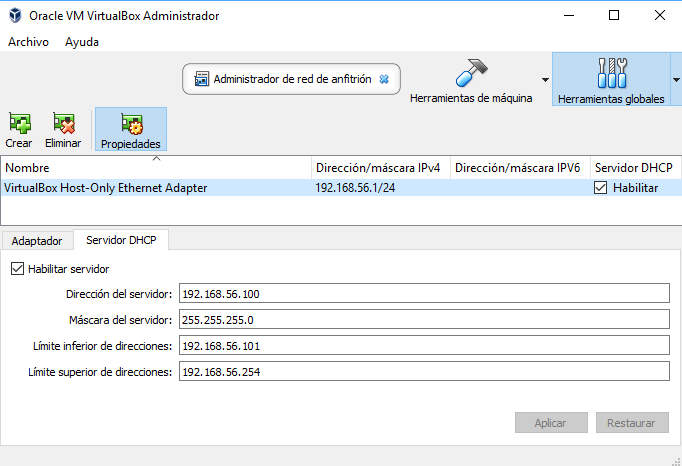 Oracle VM VirtualBox Administrador
Archivo Ayuda
Administrador de red de anfitrión
Herramientas de máquina
Herramientas globales
Crear Eliminar Propiedades
Nombre Dirección/máscara IPv4 Dirección/máscara IPV6 Servidor DHCP
VirtualBox Host-Only Ethernet Adapter 192.168.56.1/24 Habilitar
Adaptador Servidor DHCP
Habilitar servidor
Dirección del servidor: 192.168.56.100
Máscara del servidor: 255.255.255.0
Límite inferior de direcciones: 192.168.56.101
Límite superior de direcciones: 192.168.56.254
Aplicar Restaurar